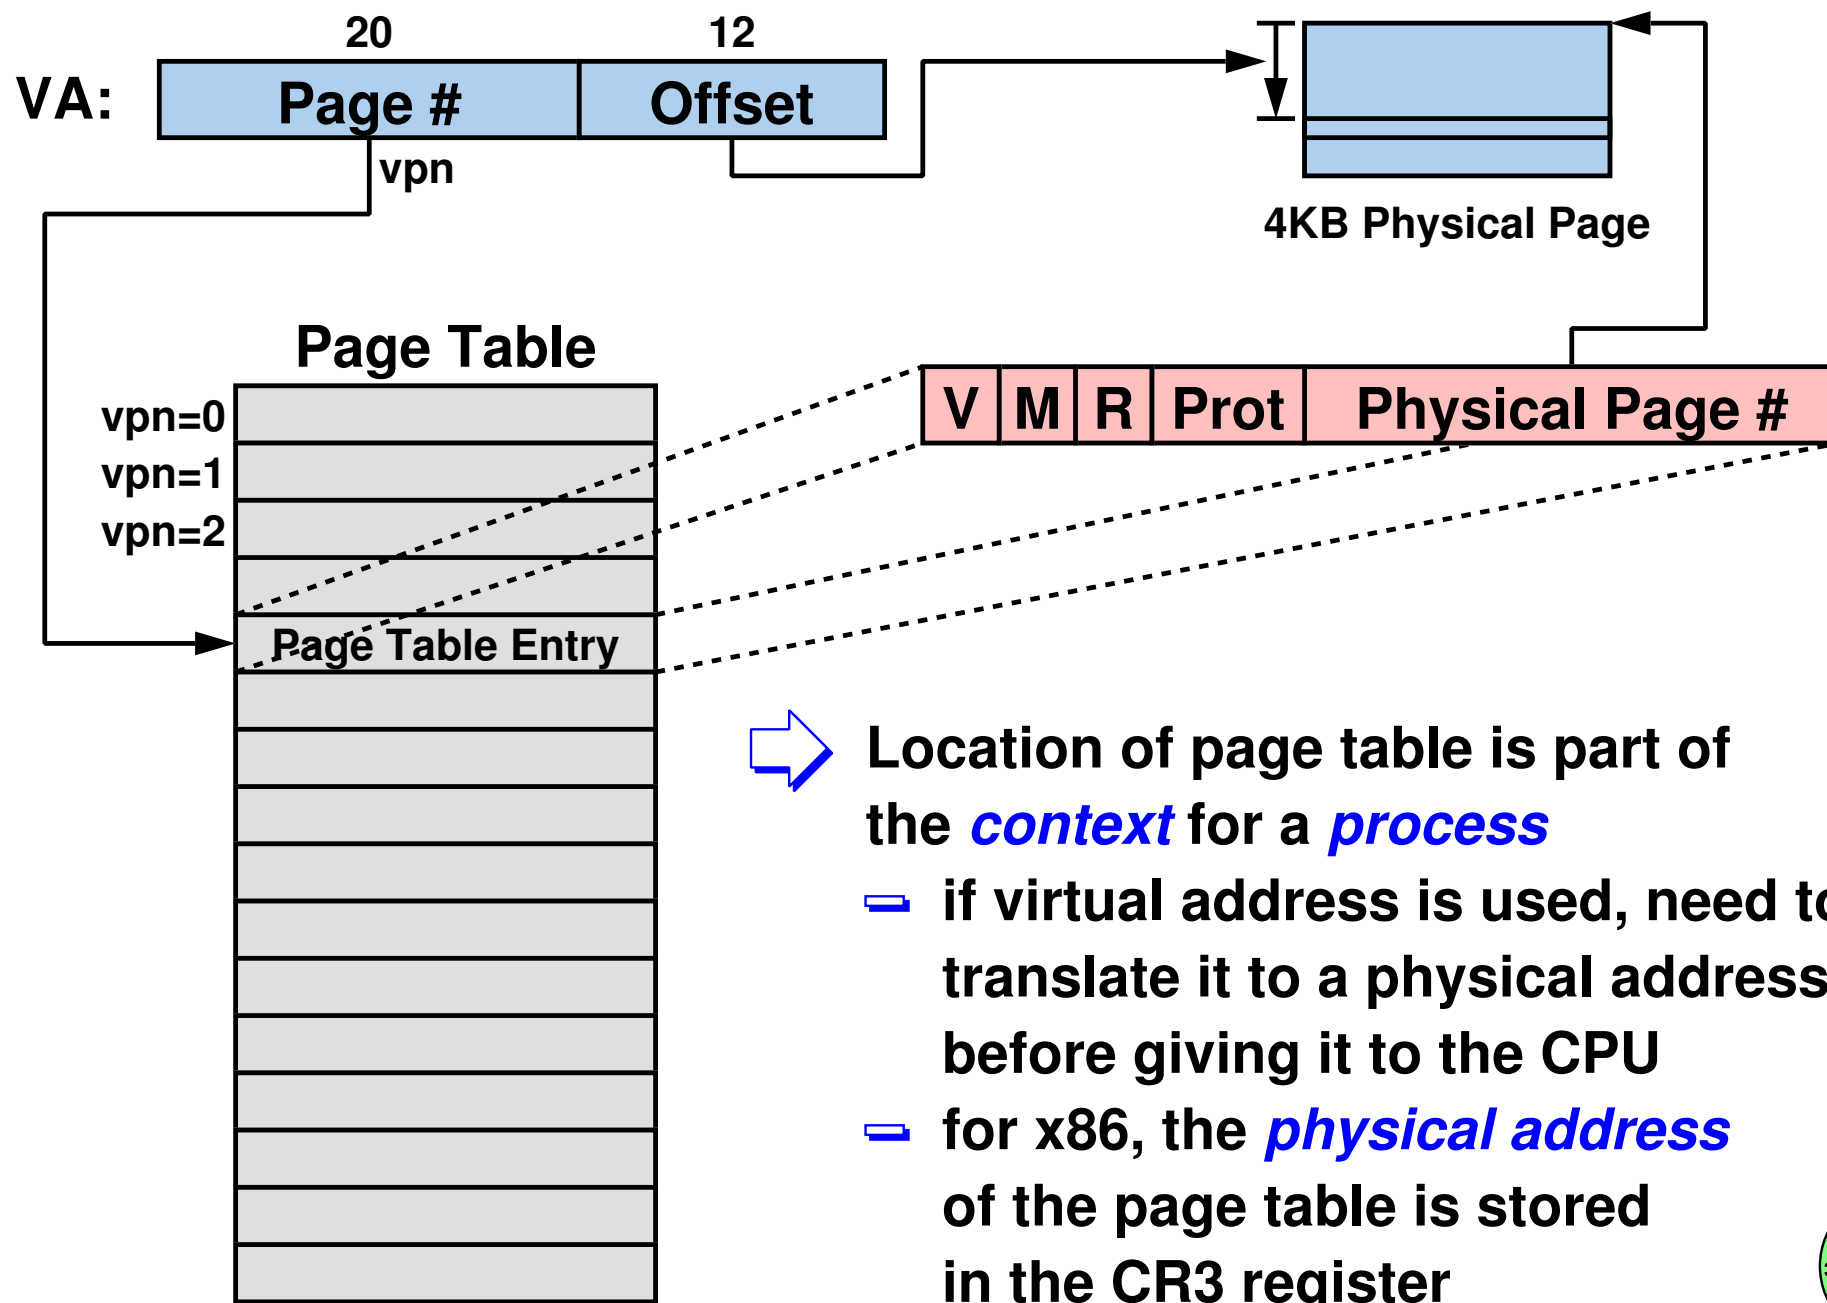 20 12
VA: Page # Offset
vpn
4KB Physical Page
Page Table
V M R Prot Physical Page #
vpn=0
vpn=1
vpn=2
Page Table Entry
Location of page table is part of
the context for a process
if virtual address is used, need to
translate it to a physical address
before giving it to the CPU
for x86, the physical address
of the page table is stored
in the CR3 register